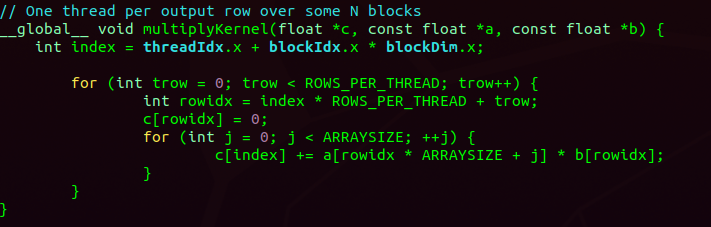 // One thread per output row over some N blocks
__global__ void multiplyKernel(float *c, const float *a, const float *b) {
    int index = threadIdx.x + blockIdx.x * blockDim.x;

        for (int trow = 0; trow < ROWS_PER_THREAD; trow++) {
                int rowidx = index * ROWS_PER_THREAD + trow;
                c[rowidx] = 0;
                for (int j = 0; j < ARRAYSIZE; ++j) {
                        c[index] += a[rowidx * ARRAYSIZE + j] * b[rowidx];
                }
        }
}